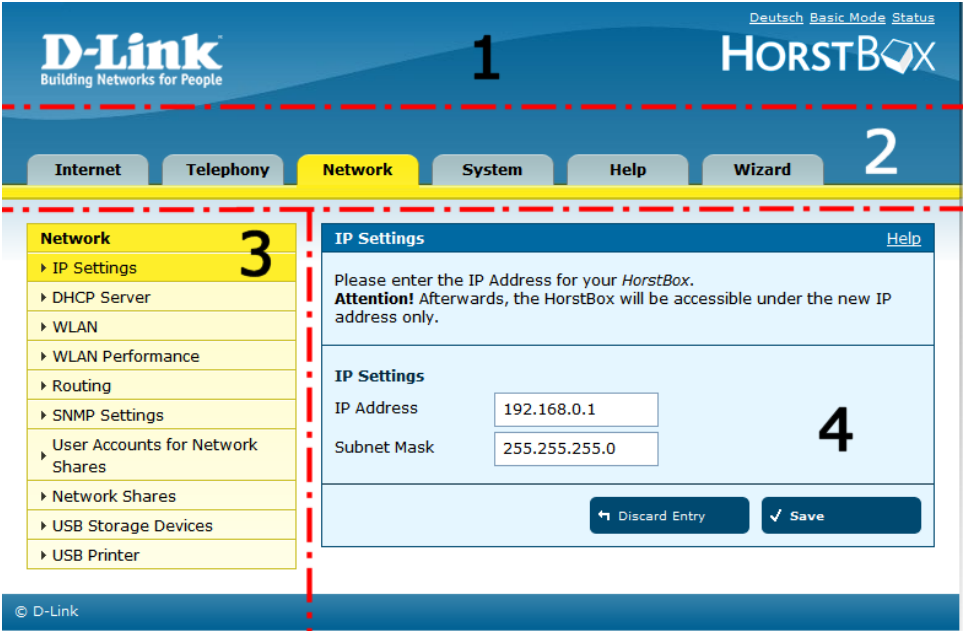 Deutsch Basic Mode Status
D-Link
Building Networks for People
1
HORSTBOX
2
Internet Telephony Network System Help Wizard
Network
3
IP Settings
DHCP Server
WLAN
WLAN Performance
Routing
SNMP Settings
User Accounts for Network
Shares
Network Shares
USB Storage Devices
USB Printer
IP Settings Help
Please enter the IP Address for your HorstBox.
Attention! Afterwards, the HorstBox will be accessible under the new IP
address only.
IP Settings
IP Address 192.168.0.1
Subnet Mask 255.255.255.0
4
Discard Entry Save
© D-Link